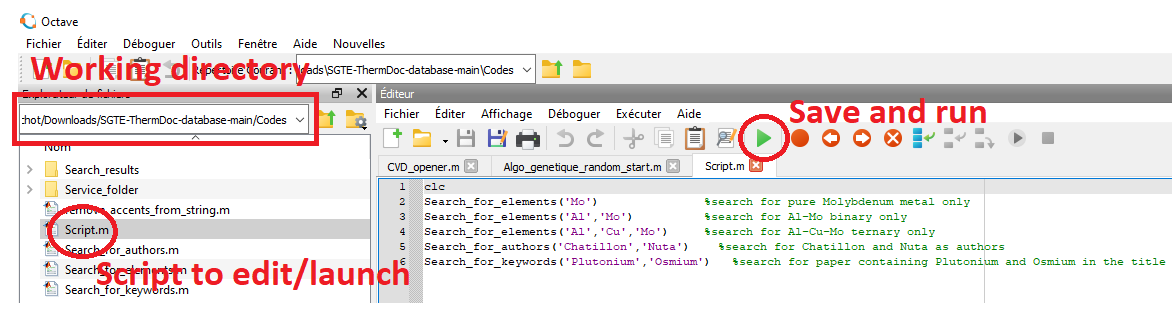 Octave
Fichier Éditer Déboguer Outils Fenêtre Aide Nouvelles
Working directory
Répertoire Courant : loads\SGTE-ThermDoc-database-main\Codes
Explorateur de fichiers
:hot/Downloads/SGTE-ThermDoc-database-main/Codes
Nom
Search_results
Service_folder
remove_accents_from_string.m
Script.m
Search_for_authors.m
Search_for_elements.m
Search_for_keywords.m
Script to edit/launch
Éditeur
Fichier Éditer Affichage Déboguer Exécuter Aide
Save and run
CVD_opener.m Algo_genetique_random_start.m Script.m
1 clc
2 Search_for_elements('Mo') %search for pure Molybdenum metal only
3 Search_for_elements('Al','Mo') %search for Al-Mo binary only
4 Search_for_elements('Al','Cu','Mo') %search for Al-Cu-Mo ternary only
5 Search_for_authors('Chatillon','Nuta') %search for Chatillon and Nuta as authors
6 Search_for_keywords('Plutonium','Osmium') %search for paper containing Plutonium and Osmium in the title